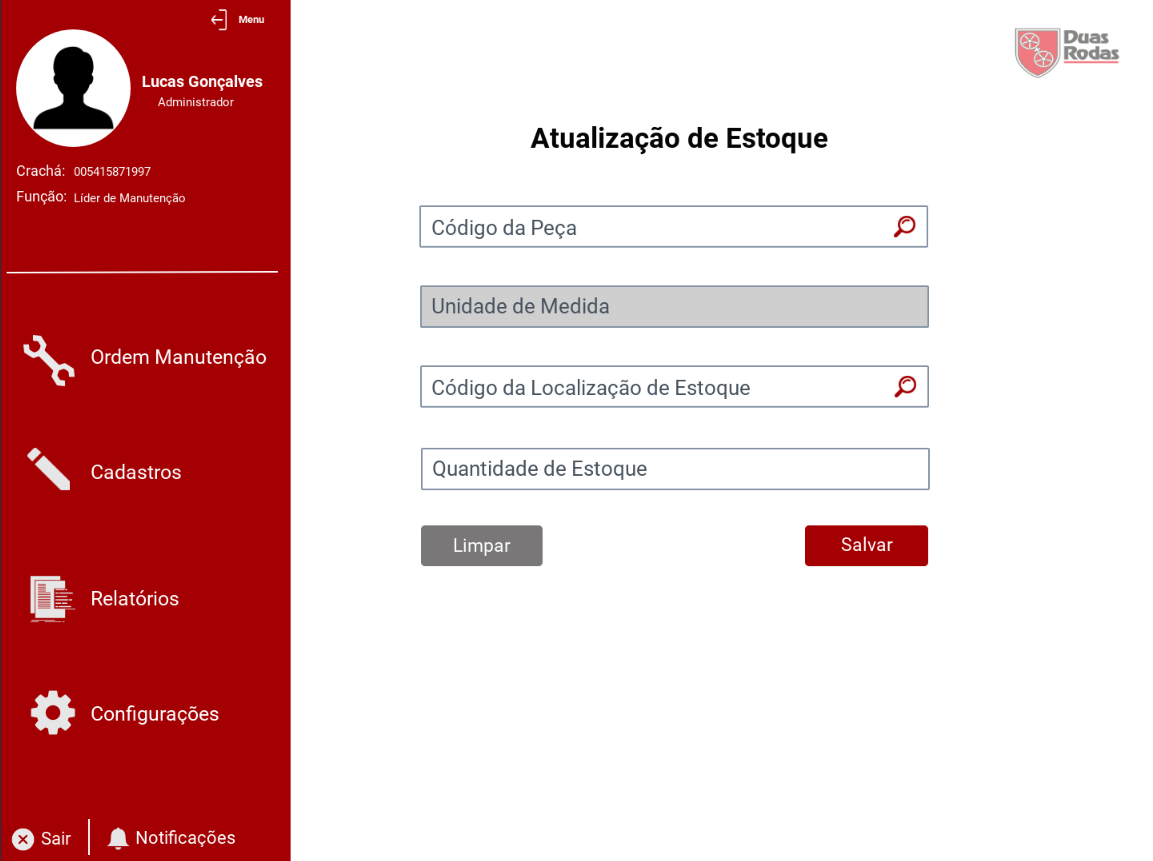 Menu
Lucas Gonçalves
Administrador
Crachá: 005415871997
Função: Líder de Manutenção
Ordem Manutenção
Cadastros
Relatórios
Configurações
Sair
Notificações
Duas
Rodas
Atualização de Estoque
Código da Peça
Unidade de Medida
Código da Localização de Estoque
Quantidade de Estoque
Limpar
Salvar